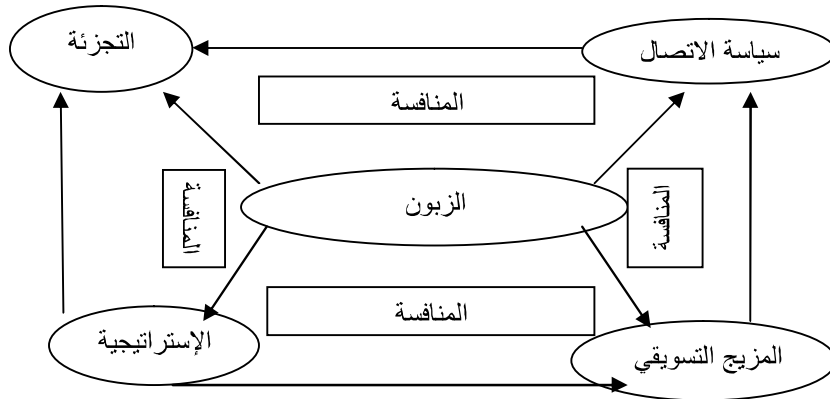 سياسة الاتصال
التجزئة
المنافسة
المنافسة
الزبون
المنافسة
المنافسة
الإستراتيجية
المزيج التسويقي